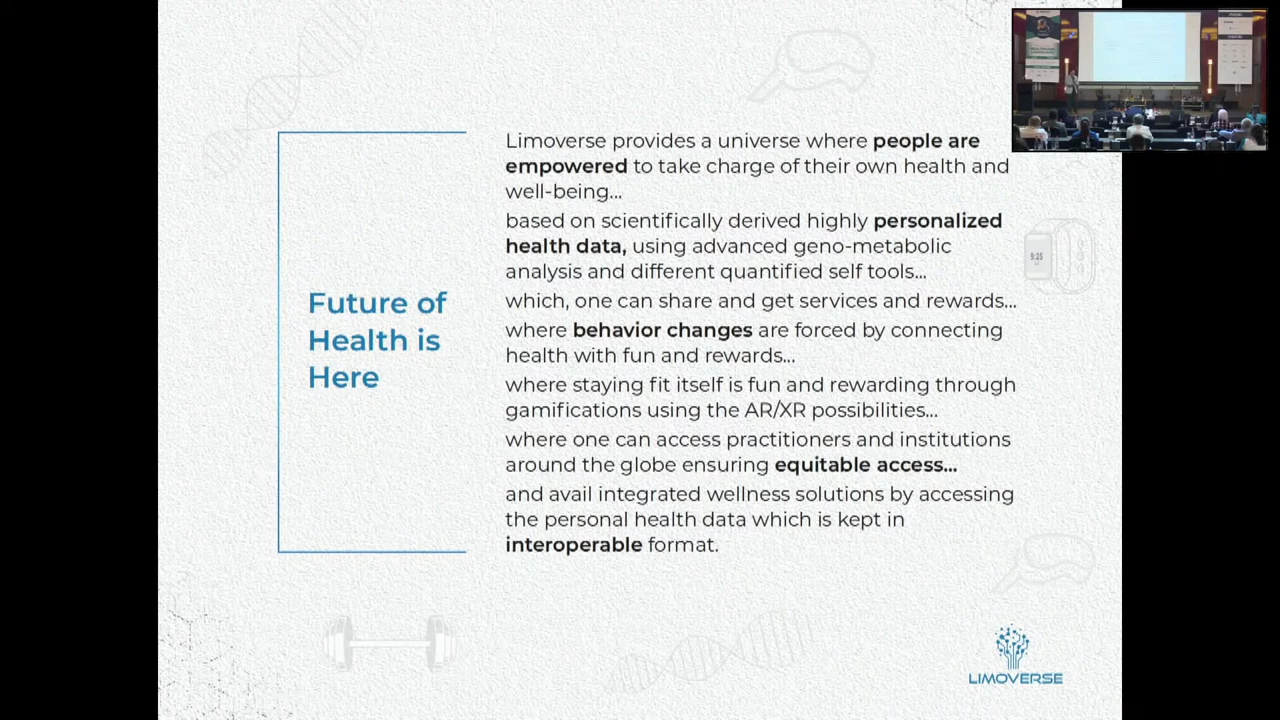 Future of
Health is
Here
Limoverse provides a universe where people are
empowered to take charge of their own health and
well-being...
based on scientifically derived highly personalized
health data, using advanced geno-metabolic
analysis and different quantified self tools...
which, one can share and get services and rewards...
where behavior changes are forced by connecting
health with fun and rewards...
where staying fit itself is fun and rewarding through
gamifications using the AR/XR possibilities...
where one can access practitioners and institutions
around the globe ensuring equitable access...
and avail integrated wellness solutions by accessing
the personal health data which is kept in
interoperable format.
9:25
LIMOVERSE